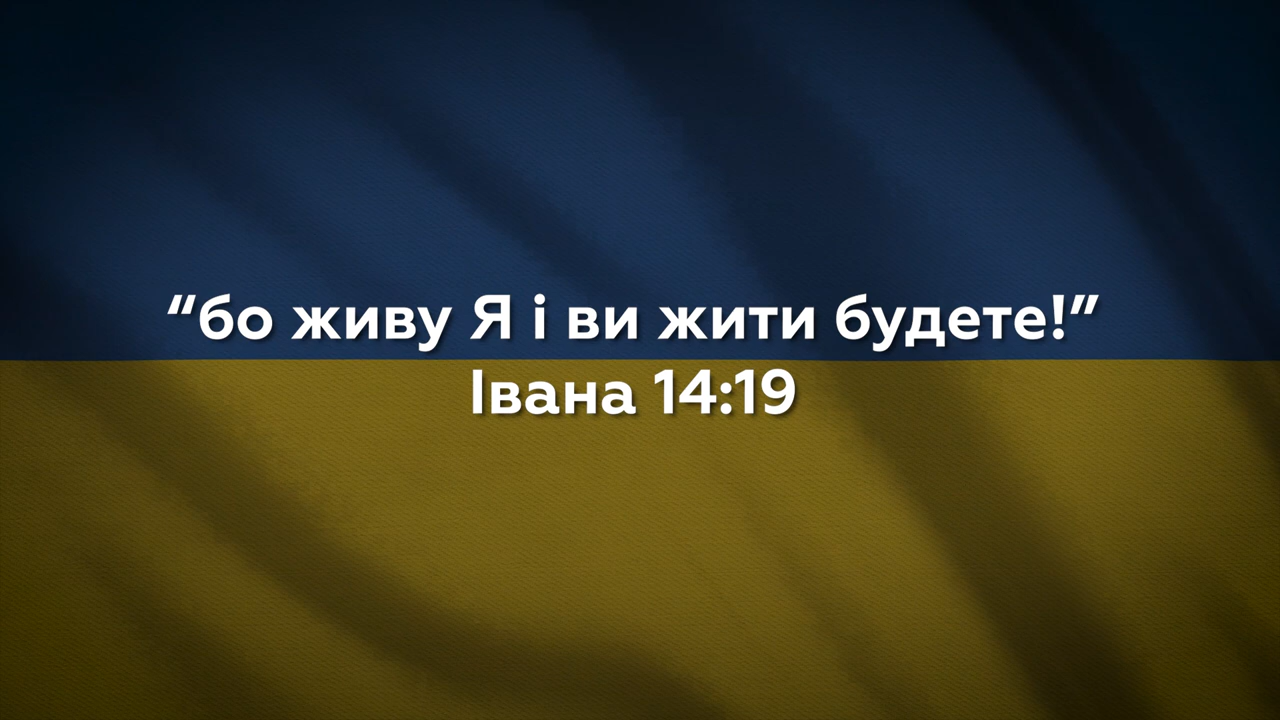 “бо живу Я і ви жити будете!”
Івана 14:19